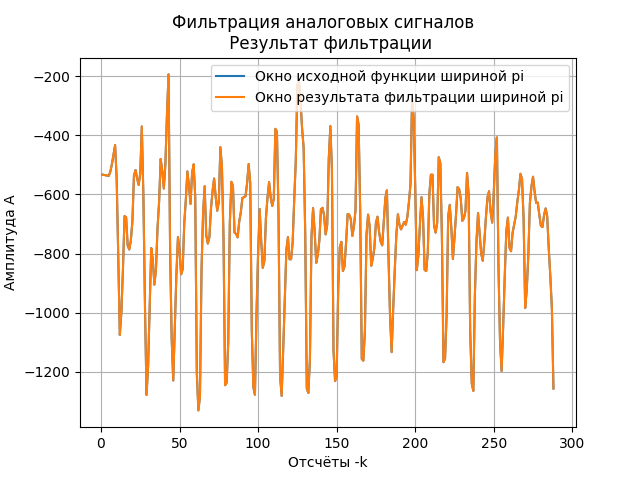 Фильтрация аналоговых сигналов
Результат фильтрации
Окно исходной функции шириной pi
Окно результата фильтрации шириной pi
Амплитуда А
−200
−400
−600
−800
−1000
−1200
0 50 100 150 200 250 300
Отсчёты -k